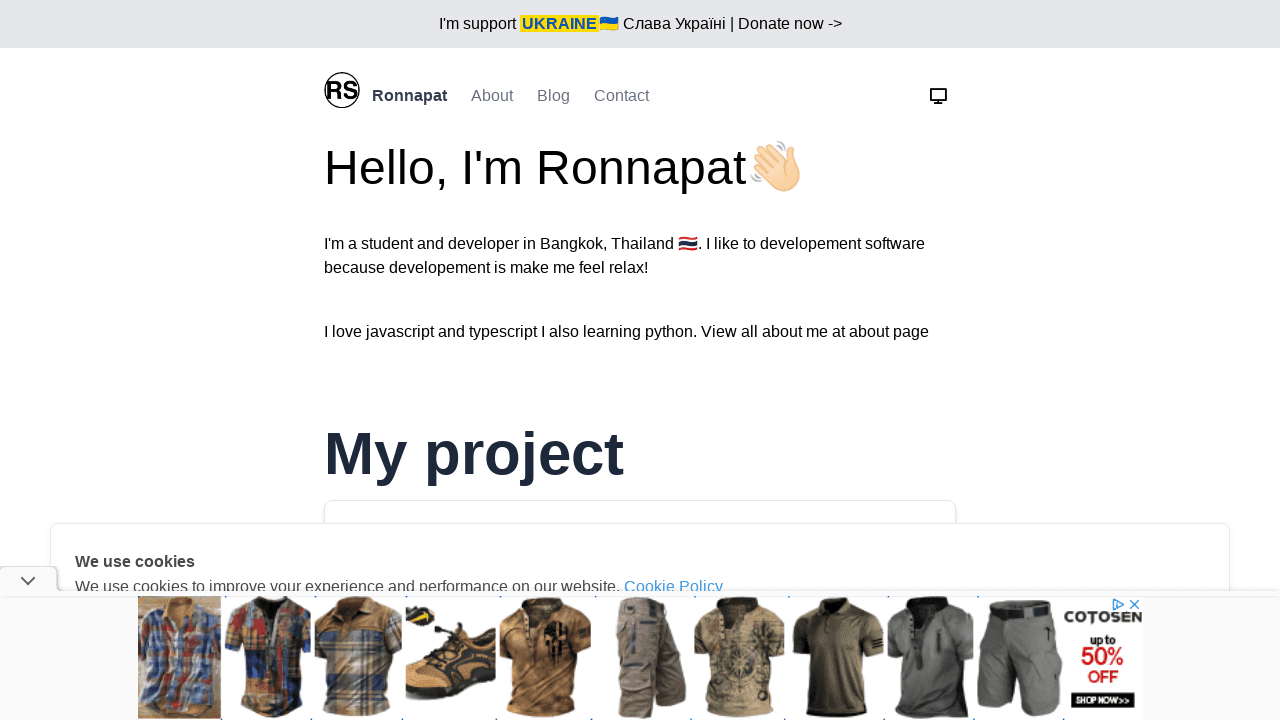 I'm support UKRAINE🇺🇦 Слава Україні | Donate now ->
RS Ronnapat About Blog Contact
Hello, I'm Ronnapat👋🏻
I'm a student and developer in Bangkok, Thailand 🇹🇭. I like to developement software
because developement is make me feel relax!
I love javascript and typescript I also learning python. View all about me at about page
My project
We use cookies
We use cookies to improve your experience and performance on our website. Cookie Policy
COTOSEN
up to
50%
OFF
SHOP NOW>>